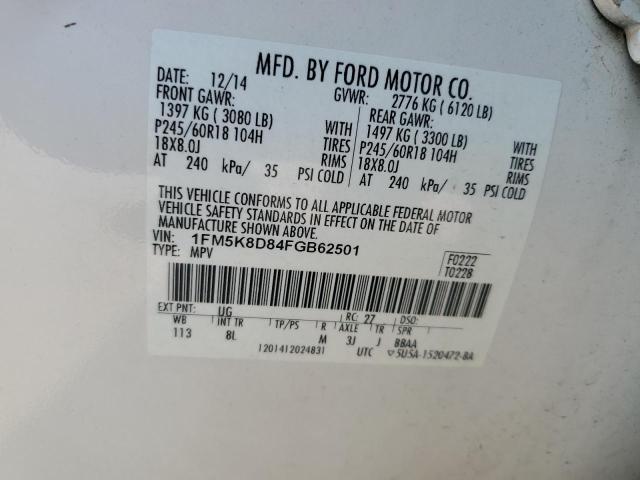 MFD. BY FORD MOTOR CO.
DATE: 12/14 GVWR: 2776 KG ( 6120 LB)
FRONT GAWR: REAR GAWR:
1397 KG ( 3080 LB) WITH 1497 KG ( 3300 LB) WITH
P245/60R18 104H TIRES P245/60R18 104H TIRES
18X8.0J RIMS 18X8.0J RIMS
AT 240 kPa/ 35 PSI COLD AT 240 kPa/ 35 PSI COLD
THIS VEHICLE CONFORMS TO ALL APPLICABLE FEDERAL MOTOR
VEHICLE SAFETY STANDARDS IN EFFECT ON THE DATE OF
MANUFACTURE SHOWN ABOVE.
VIN: 1FM5K8D84FGB62501
TYPE: MPV
F0222
T0228
EXT PNT: UG RC: 27 DSO:
WB INT TR TP/PS R AXLE TR SPR
113 8L M 3J J BBAA
1201412024831 UTC ▽5U5A-1520472-BA